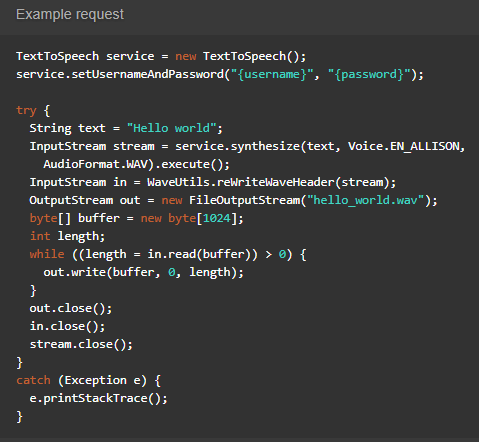 Example request
TextToSpeech service = new TextToSpeech();
service.setUsernameAndPassword("{username}", "{password}");
try {
String text = "Hello world";
InputStream stream = service.synthesize(text, Voice.EN_ALLISON,
AudioFormat.WAV).execute();
InputStream in = WaveUtils.reWriteWaveHeader(stream);
OutputStream out = new FileOutputStream("hello_world.wav");
byte[] buffer = new byte[1024];
int length;
while ((length = in.read(buffer)) > 0) {
out.write(buffer, 0, length);
}
out.close();
in.close();
stream.close();
}
catch (Exception e) {
e.printStackTrace();
}